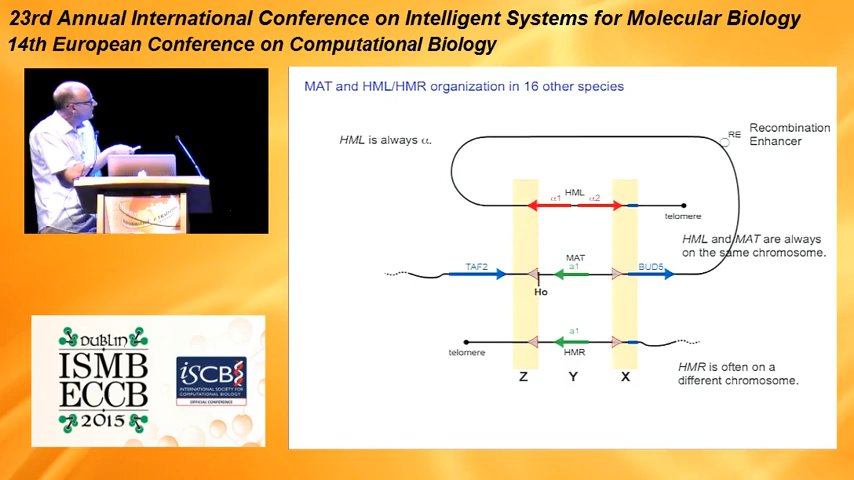 23rd Annual International Conference on Intelligent Systems for Molecular Biology
14th European Conference on Computational Biology
MAT and HML/HMR organization in 16 other species
HML is always α.
RE
Recombination
Enhancer
HML
α1
α2
telomere
HML and MAT are always
on the same chromosome.
MAT
TAF2
a1
BUD5
Ho
a1
telomere
HMR
HMR is often on a
different chromosome.
Z
Y
X
DUBLIN
ISMB
ECCB
2015
iSCB
INTERNATIONAL SOCIETY FOR
COMPUTATIONAL BIOLOGY
OFFICIAL CONFERENCE